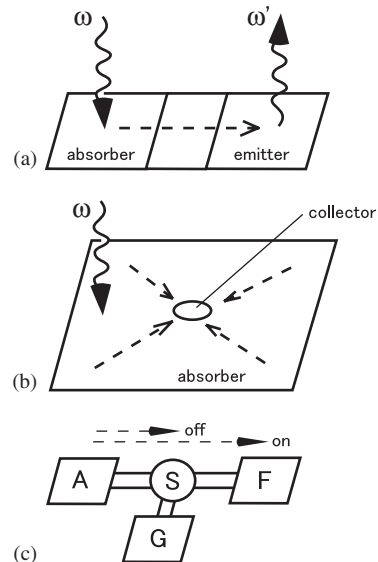 ω ω'
(a) absorber emitter
ω
collector
absorber
(b)
off
on
A S F
G
(c)